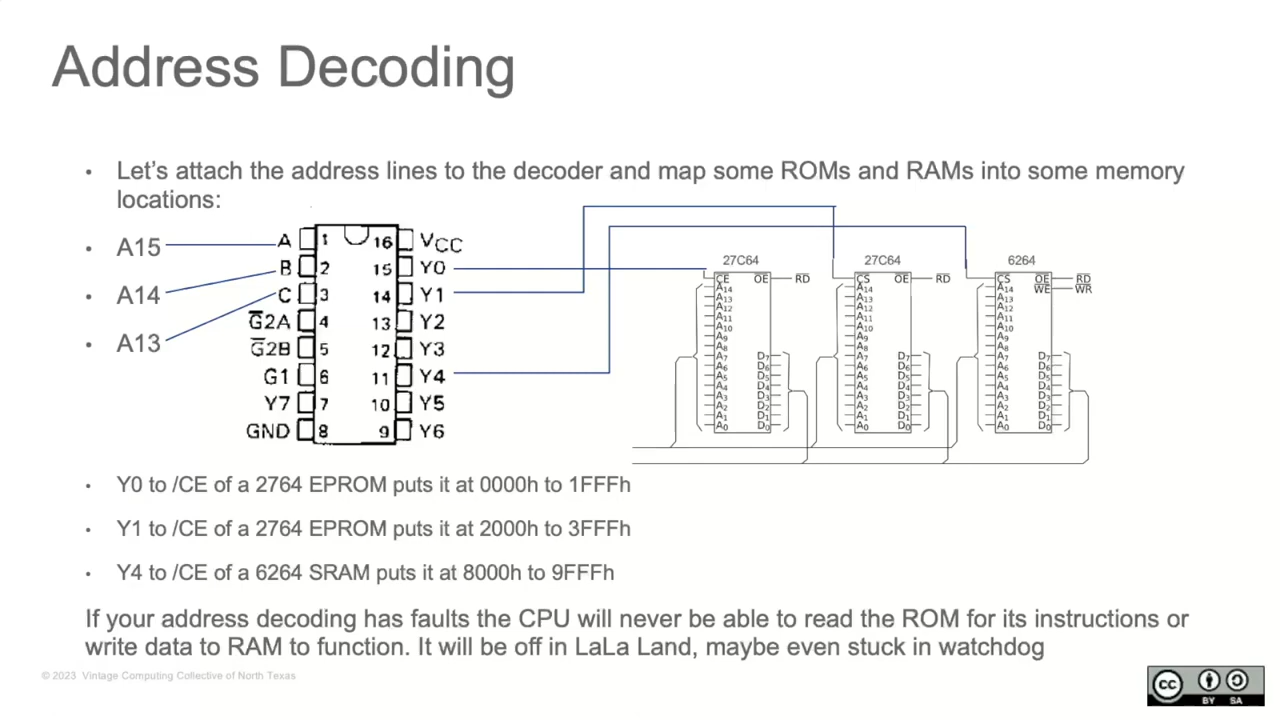 Address Decoding
• Let's attach the address lines to the decoder and map some ROMs and RAMs into some memory
locations:
• A15
• A14
• A13
A 1 16 VCC
B 2 15 Y0
C 3 14 Y1
G2A 4 13 Y2
G2B 5 12 Y3
G1 6 11 Y4
Y7 7 10 Y5
GND 8 9 Y6
27C64
CE OE RD
A14
A13
A12
A11
A10
A9
A8
A7 D7
A6 D6
A5 D5
A4 D4
A3 D3
A2 D2
A1 D1
A0 D0
27C64
CS OE RD
A14
A13
A12
A11
A10
A9
A8
A7 D7
A6 D6
A5 D5
A4 D4
A3 D3
A2 D2
A1 D1
A0 D0
6264
CS OE RD
A14 WE WR
A13
A12
A11
A10
A9
A8
A7 D7
A6 D6
A5 D5
A4 D4
A3 D3
A2 D2
A1 D1
A0 D0
• Y0 to /CE of a 2764 EPROM puts it at 0000h to 1FFFh
• Y1 to /CE of a 2764 EPROM puts it at 2000h to 3FFFh
• Y4 to /CE of a 6264 SRAM puts it at 8000h to 9FFFh
If your address decoding has faults the CPU will never be able to read the ROM for its instructions or
write data to RAM to function. It will be off in LaLa Land, maybe even stuck in watchdog
© 2023 Vintage Computing Collective of North Texas
cc
BY SA